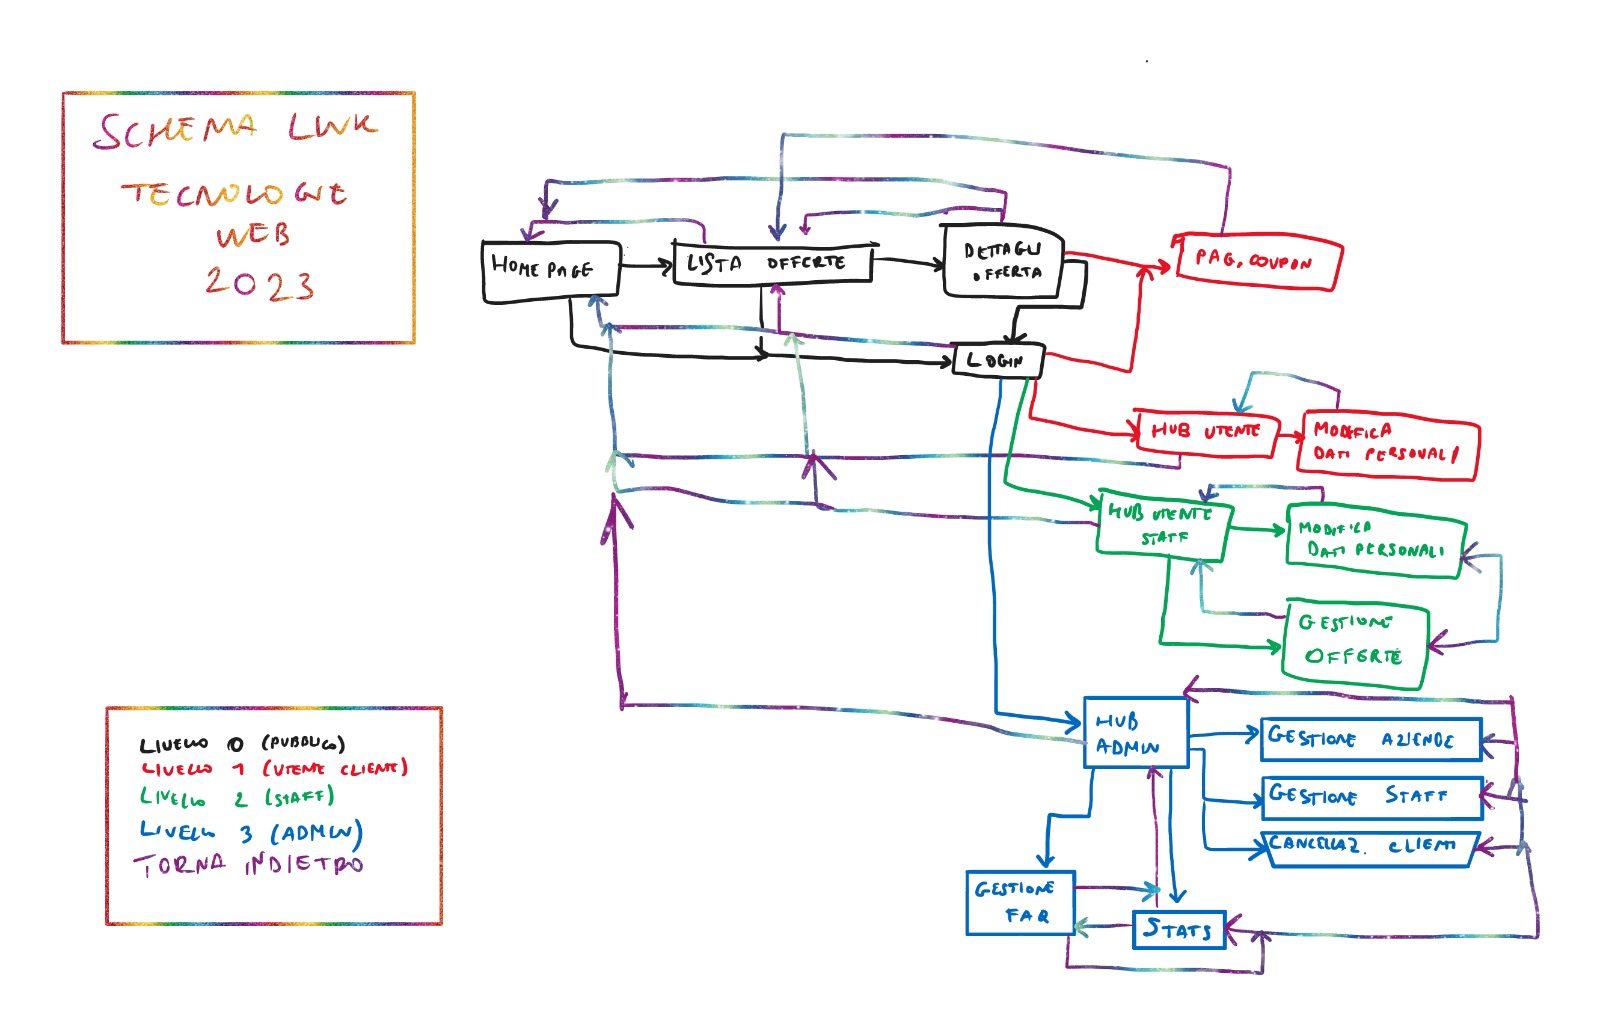 SCHEMA LINK
TECNOLOGIE
WEB
2023
HOME PAGE
LISTA OFFERTE
DETTAGLI
OFFERTA
PAG. COUPON
LOGIN
HUB UTENTE
MODIFICA
DATI PERSONALI
HUB UTENTE
STAFF
MODIFICA
DATI PERSONALI
GESTIONE
OFFERTE
HUB
ADMIN
GESTIONE AZIENDE
GESTIONE STAFF
CANCELLAZ. CLIENTI
GESTIONE
FAQ
STATS
LIVELLO 0 (PUBBLICO)
LIVELLO 1 (UTENTE CLIENTE)
LIVELLO 2 (STAFF)
LIVELLO 3 (ADMIN)
TORNA INDIETRO